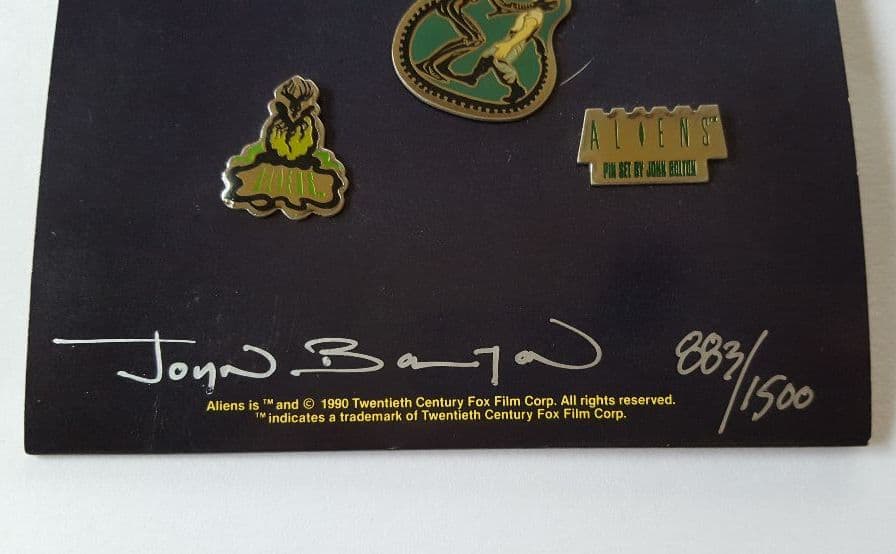 ALIENS™
PIN SET BY JOHN BOLTON
ALIENS
John Bolton 883/1500
Aliens is ™ and © 1990 Twentieth Century Fox Film Corp. All rights reserved.
™ indicates a trademark of Twentieth Century Fox Film Corp.